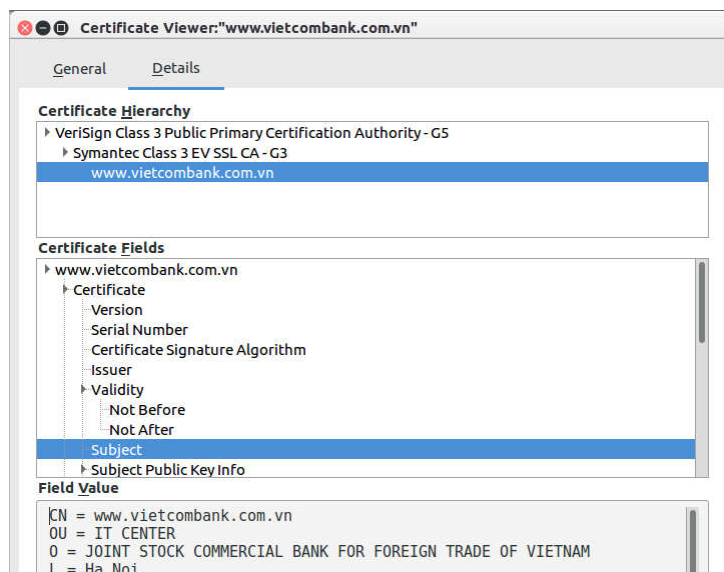 Certificate Viewer:"www.vietcombank.com.vn"
General Details
Certificate Hierarchy
VeriSign Class 3 Public Primary Certification Authority - G5
Symantec Class 3 EV SSL CA - G3
www.vietcombank.com.vn
Certificate Fields
www.vietcombank.com.vn
Certificate
Version
Serial Number
Certificate Signature Algorithm
Issuer
Validity
Not Before
Not After
Subject
Subject Public Key Info
Field Value
CN = www.vietcombank.com.vn
OU = IT CENTER
O = JOINT STOCK COMMERCIAL BANK FOR FOREIGN TRADE OF VIETNAM
L = Ha Noi